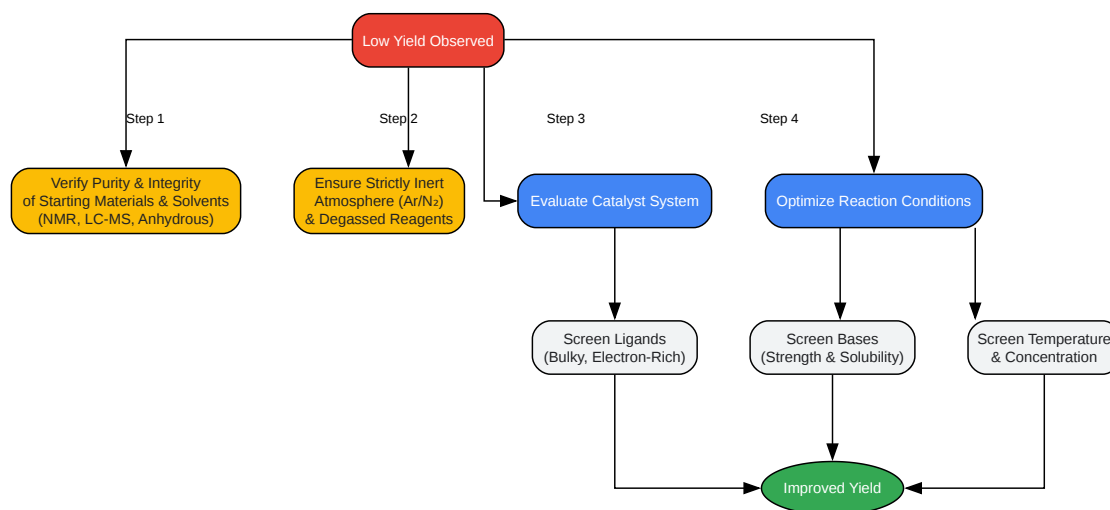 Low Yield Observed
Step 1
Step 2
Step 3
Step 4
Verify Purity & Integrity
of Starting Materials & Solvents
(NMR, LC-MS, Anhydrous)
Ensure Strictly Inert
Atmosphere (Ar/N₂)
& Degassed Reagents
Evaluate Catalyst System
Optimize Reaction Conditions
Screen Ligands
(Bulky, Electron-Rich)
Screen Bases
(Strength & Solubility)
Screen Temperature
& Concentration
Improved Yield